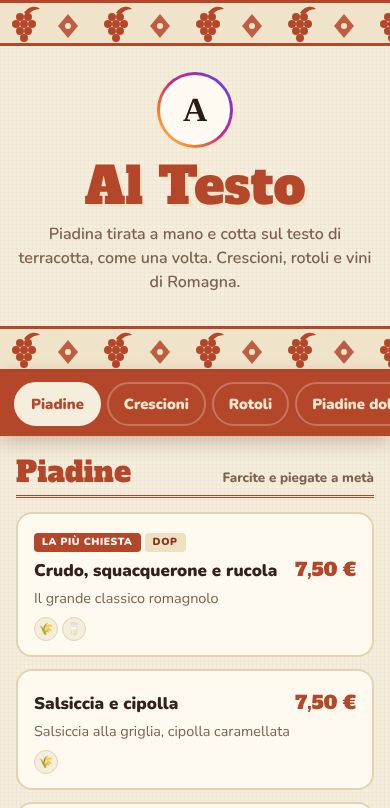 A
Al Testo
Piadina tirata a mano e cotta sul testo di
terracotta, come una volta. Crescioni, rotoli e vini
di Romagna.
Piadine
Crescioni
Rotoli
Piadine dol
Piadine
Farcite e piegate a metà
LA PIÙ CHIESTA
DOP
Crudo, squacquerone e rucola
7,50 €
Il grande classico romagnolo
Salsiccia e cipolla
7,50 €
Salsiccia alla griglia, cipolla caramellata